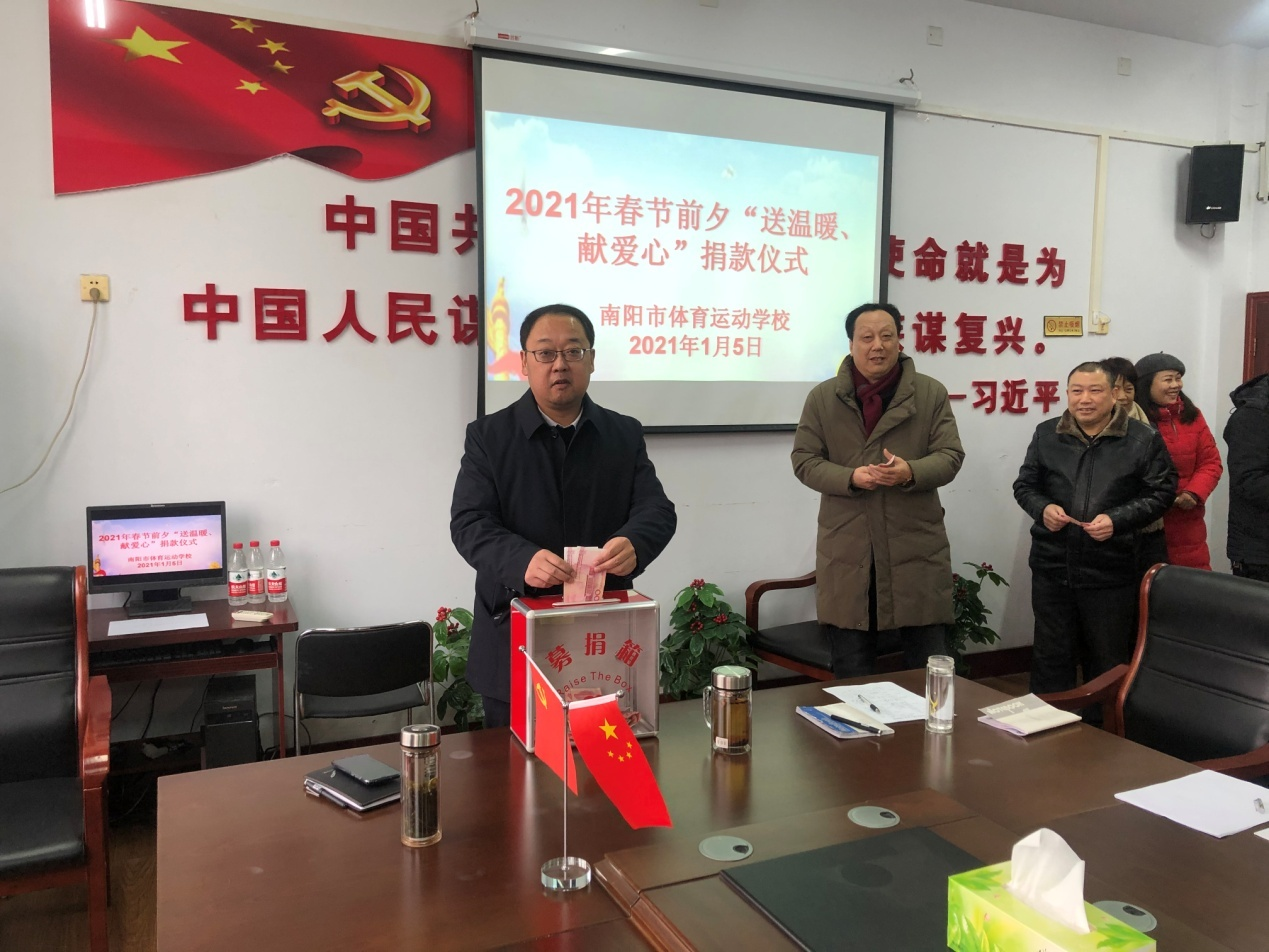 2021年春节前夕“送温暖、
献爱心”捐款仪式
南阳市体育运动学校
2021年1月5日
中国共
使命就是为
中国人民谋
谋复兴。
—习近平
2021年春节前夕“送温暖、
献爱心”捐款仪式
南阳市体育运动学校
2021年1月5日
募捐箱
Raise The Box